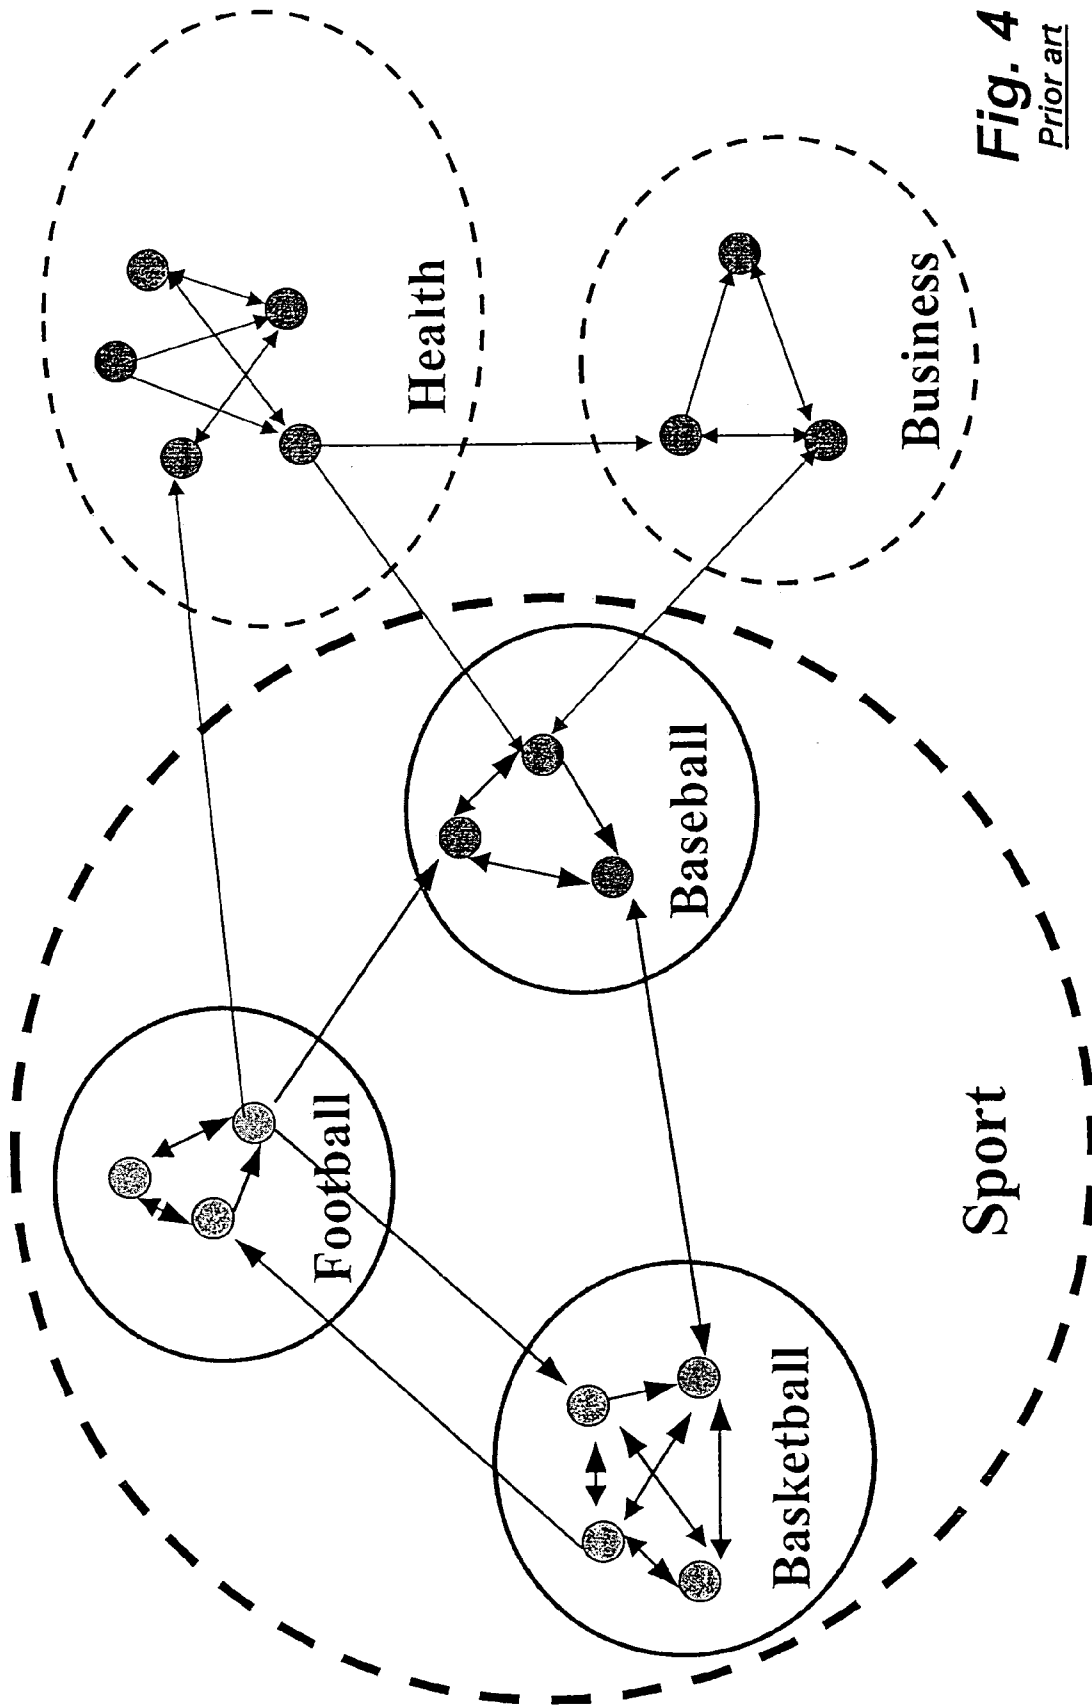 Football
Health
Basketball
Baseball
Business
Sport
Fig. 4
Prior art